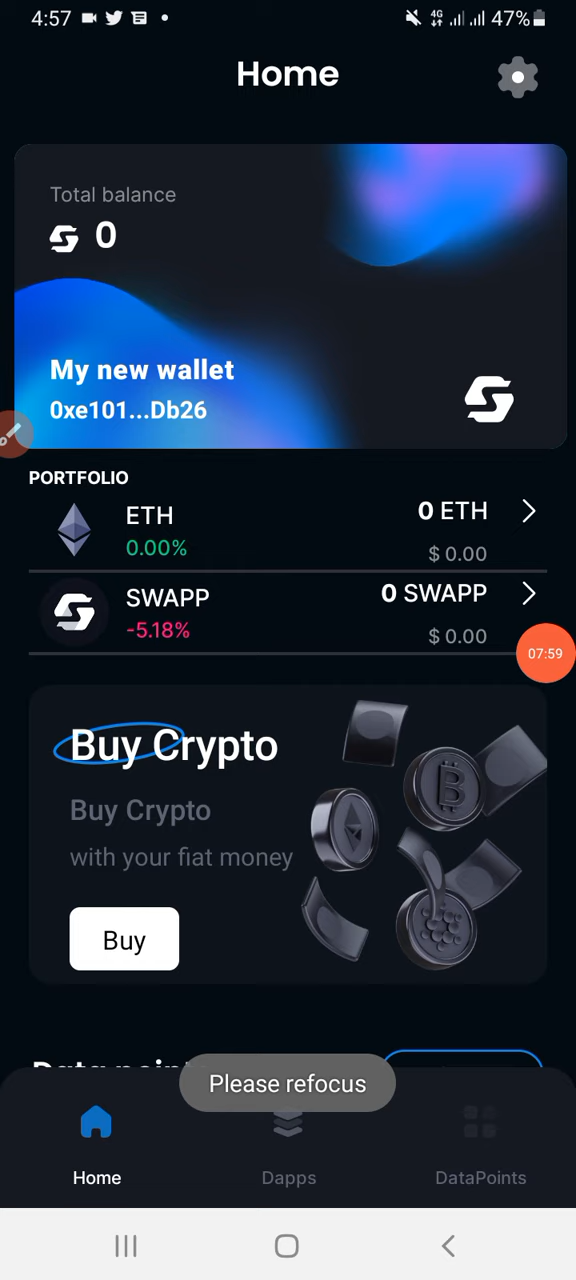 4:57
4G
47%
Home
Total balance
0
My new wallet
0xe101...Db26
PORTFOLIO
ETH
0 ETH
0.00%
$ 0.00
SWAPP
0 SWAPP
-5.18%
$ 0.00
07:59
Buy Crypto
Buy Crypto
with your fiat money
Buy
Please refocus
Home
Dapps
DataPoints